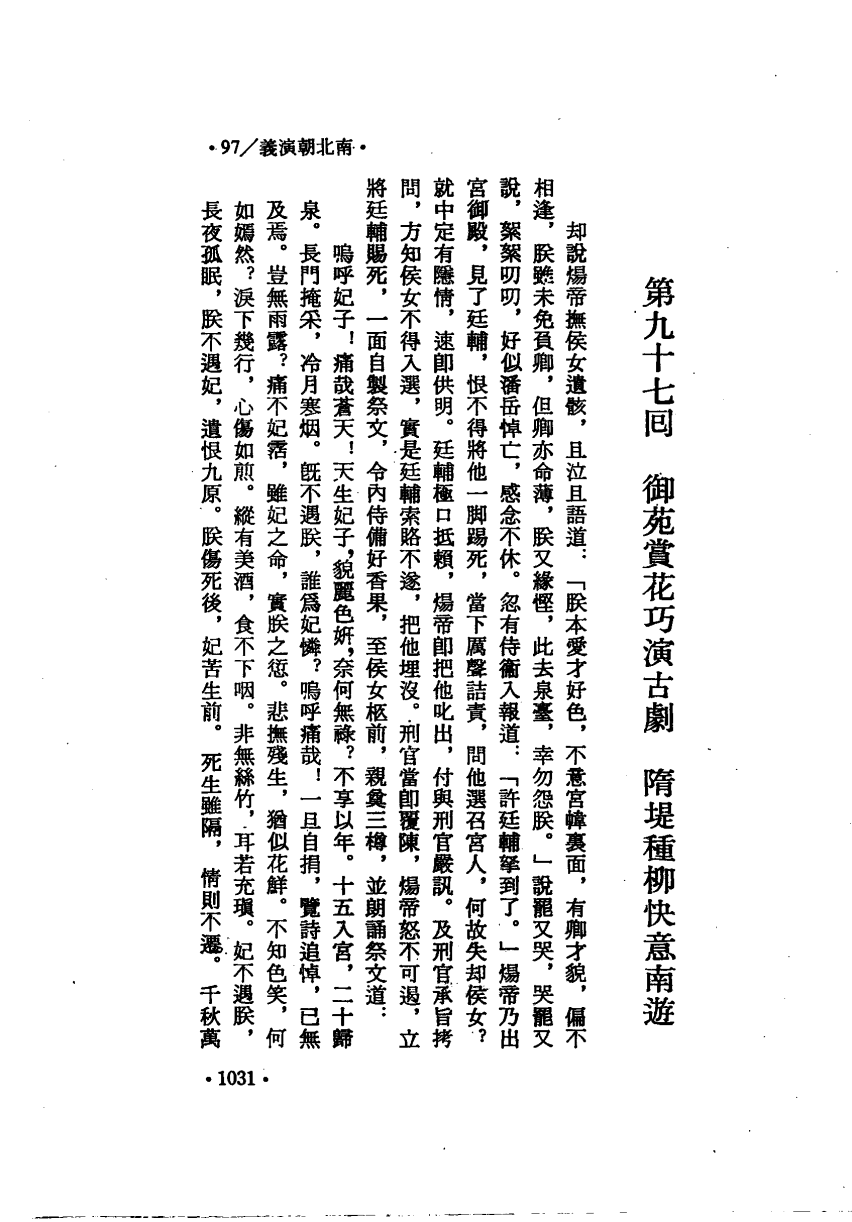 ·97／義演朝北南·
第九十七回　御苑賞花巧演古劇　隋堤種柳快意南遊
却說煬帝撫侯女遺骸，且泣且語道：「朕本愛才好色，不意宮幃裏面，有卿才貌，偏不
相逢，朕雖未免負卿，但卿亦命薄，朕又緣慳，此去泉臺，幸勿怨朕。」說罷又哭，哭罷又
說，絮絮叨叨，好似潘岳悼亡，感念不休。忽有侍衞入報道：「許廷輔拏到了。」煬帝乃出
宮御殿，見了廷輔，恨不得將他一脚踢死，當下厲聲詰責，問他選召宮人，何故失却侯女？
就中定有隱情，速卽供明。廷輔極口抵賴，煬帝卽把他叱出，付與刑官嚴訊。及刑官承旨拷
問，方知侯女不得入選，實是廷輔索賂不遂，把他埋沒。刑官當卽覆陳，煬帝怒不可遏，立
將廷輔賜死，一面自製祭文，令內侍備好香果，至侯女柩前，親奠三樽，並朗誦祭文道：
嗚呼妃子！痛哉蒼天！天生妃子，貌麗色妍，奈何無祿？不享以年。十五入宮，二十歸
泉。長門掩采，冷月寒烟。旣不遇朕，誰爲妃憐？嗚呼痛哉！一旦自捐，覽詩追悼，已無
及焉。豈無雨露？痛不妃霑，雖妃之命，實朕之愆。悲撫殘生，猶似花鮮。不知色笑，何
如嫣然？淚下幾行，心傷如煎。縱有美酒，食不下咽。非無絲竹，耳若充瑱。妃不遇朕，
長夜孤眠，朕不遇妃，遺恨九原。朕傷死後，妃苦生前。死生雖隔，情則不遷。千秋萬
·1031·